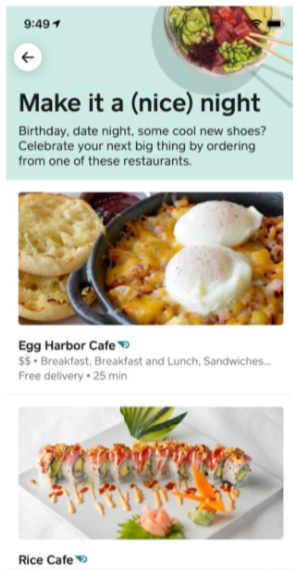 9:49
Make it a (nice) night
Birthday, date night, some cool new shoes?
Celebrate your next big thing by ordering
from one of these restaurants.
Egg Harbor Cafe
$$ • Breakfast, Breakfast and Lunch, Sandwiches...
Free delivery • 25 min
Rice Cafe